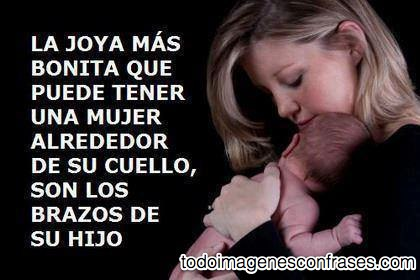 LA JOYA MÁS
BONITA QUE
PUEDE TENER
UNA MUJER
ALREDEDOR
DE SU CUELLO,
SON LOS
BRAZOS DE
SU HIJO
todoimagenesconfrases.com